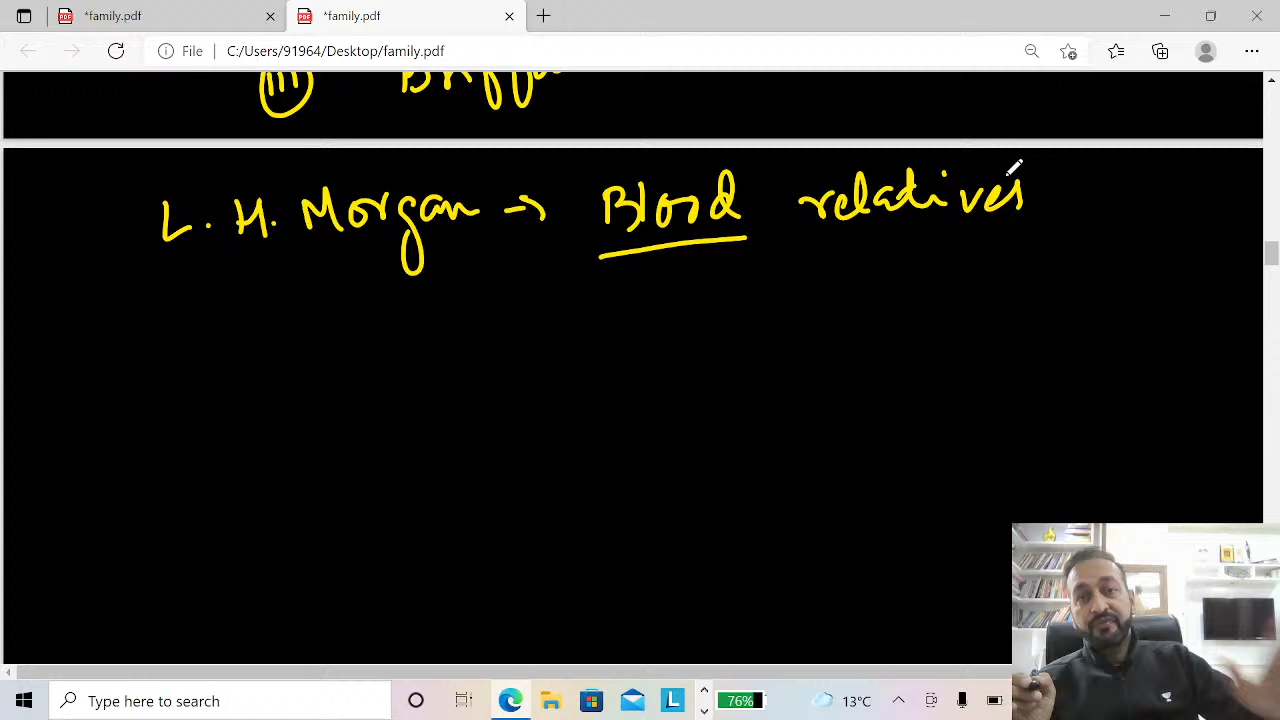 *family.pdf
*family.pdf
File C:/Users/91964/Desktop/family.pdf
L. H. Morgan → Blood relatives
Type here to search
76%
13°C